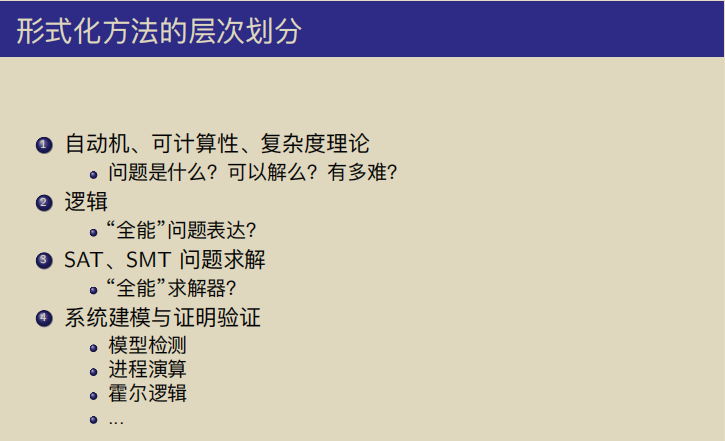 形式化方法的层次划分
1 自动机、可计算性、复杂度理论
问题是什么？可以解么？有多难？
2 逻辑
“全能”问题表达？
3 SAT、SMT 问题求解
“全能”求解器？
4 系统建模与证明验证
模型检测
进程演算
霍尔逻辑
...